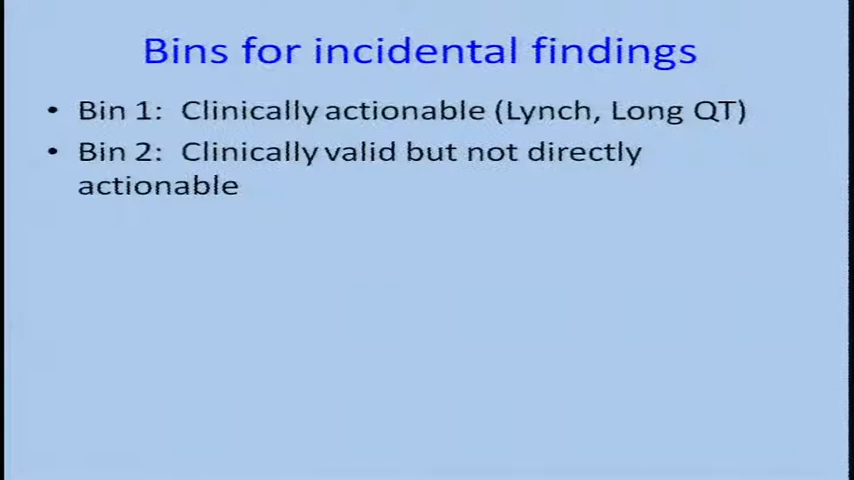 Bins for incidental findings
• Bin 1: Clinically actionable (Lynch, Long QT)
• Bin 2: Clinically valid but not directly
actionable